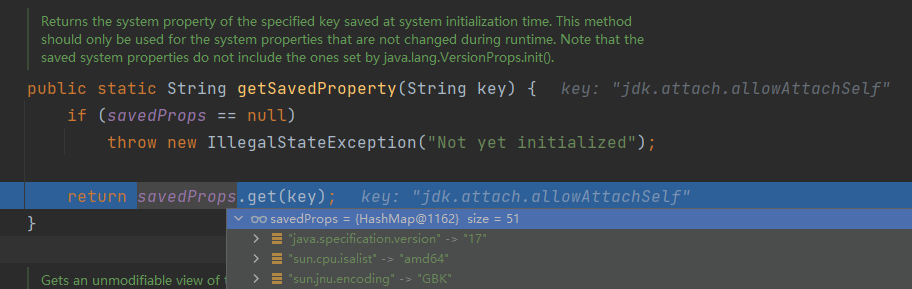 Returns the system property of the specified key saved at system initialization time. This method
should only be used for the system properties that are not changed during runtime. Note that the
saved system properties do not include the ones set by java.lang.VersionProps.init().
public static String getSavedProperty(String key) {   key: "jdk.attach.allowAttachSelf"
if (savedProps == null)
throw new IllegalStateException("Not yet initialized");
return savedProps.get(key);   key: "jdk.attach.allowAttachSelf"
}
savedProps = {HashMap@1162}  size = 51
"java.specification.version" -> "17"
"sun.cpu.isalist" -> "amd64"
"sun.jnu.encoding" -> "GBK"
Gets an unmodifiable view of